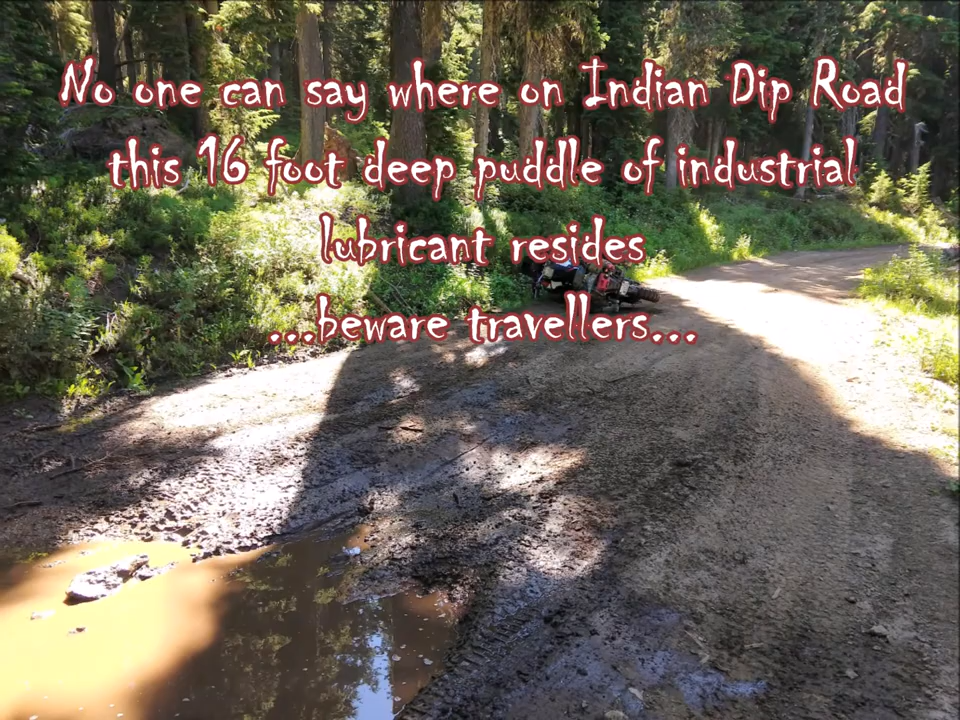 No one can say where on Indian Dip Road
this 16 foot deep puddle of industrial
lubricant resides
...beware travellers...